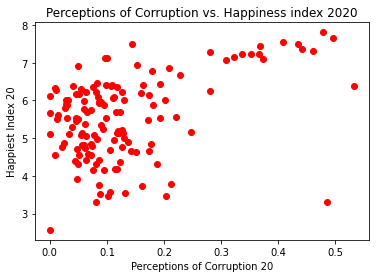 Perceptions of Corruption vs. Happiness index 2020
8
7
6
5
4
3
Happiest Index 20
0.0 0.1 0.2 0.3 0.4 0.5
Perceptions of Corruption 20